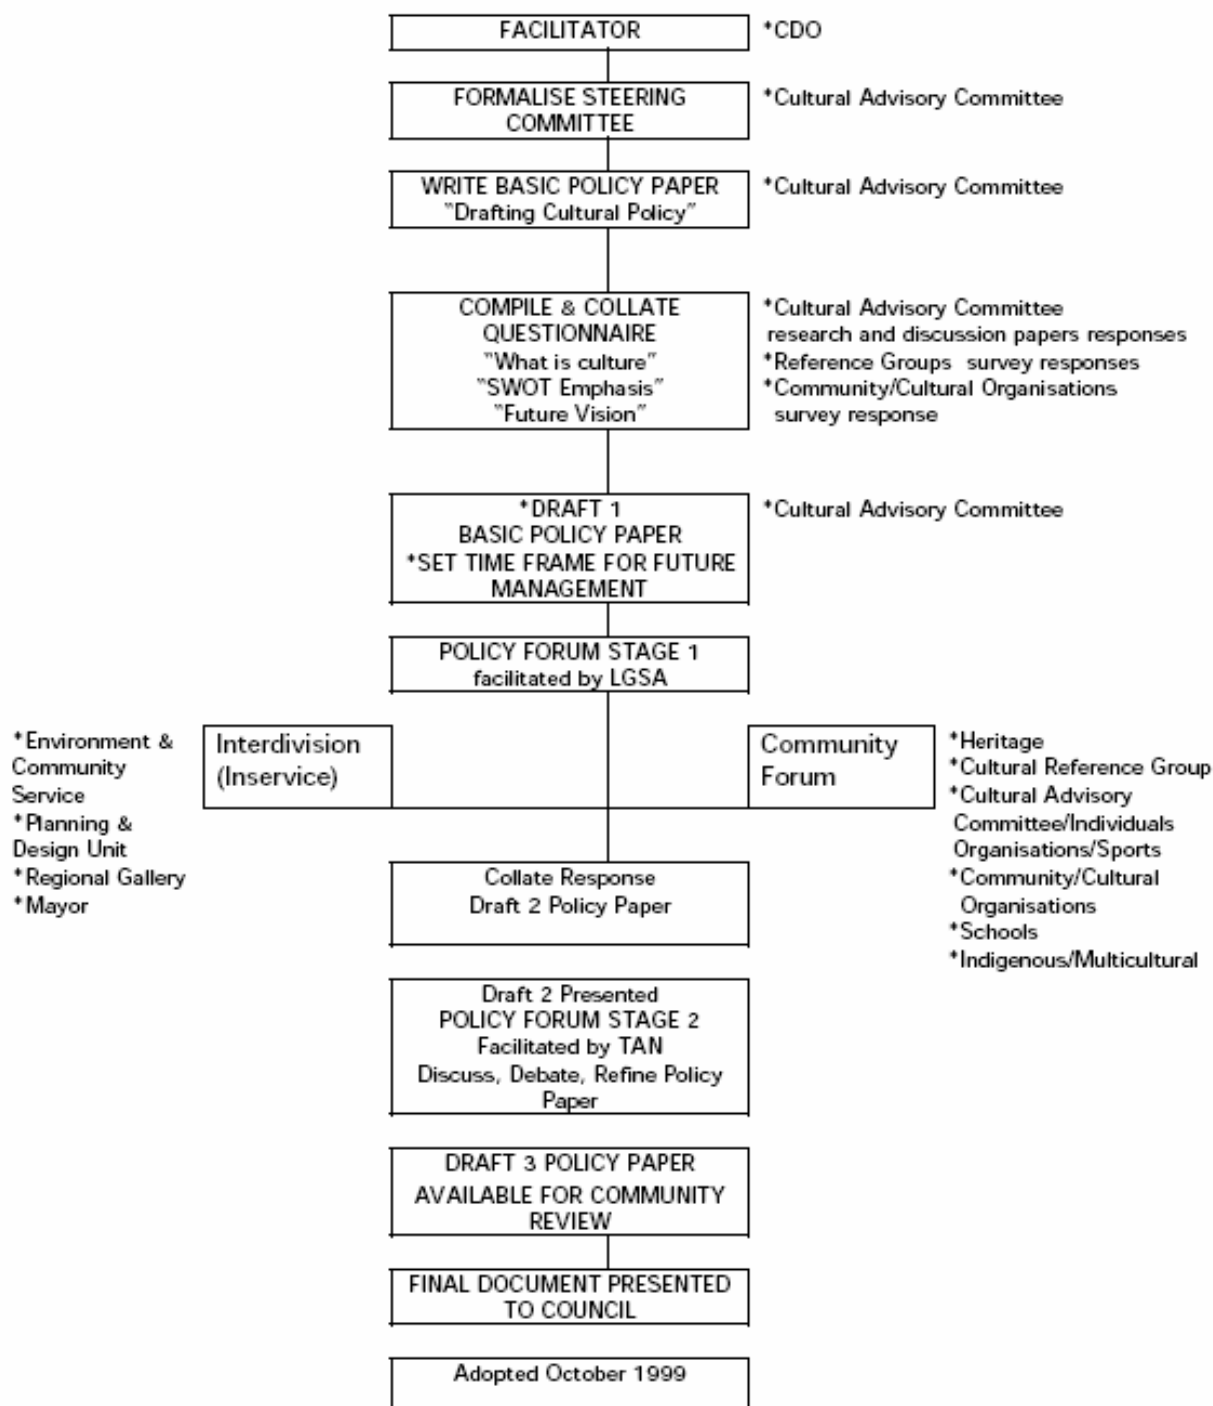 FACILITATOR
*CDO
FORMALISE STEERING
COMMITTEE
*Cultural Advisory Committee
WRITE BASIC POLICY PAPER
"Drafting Cultural Policy"
*Cultural Advisory Committee
COMPILE & COLLATE
QUESTIONNAIRE
"What is culture"
"SWOT Emphasis"
"Future Vision"
*Cultural Advisory Committee
research and discussion papers responses
*Reference Groups survey responses
*Community/Cultural Organisations
survey response
*DRAFT 1
BASIC POLICY PAPER
*SET TIME FRAME FOR FUTURE
MANAGEMENT
*Cultural Advisory Committee
POLICY FORUM STAGE 1
facilitated by LGSA
*Environment &
Community
Service
*Planning &
Design Unit
*Regional Gallery
*Mayor
Interdivision
(Inservice)
Community
Forum
*Heritage
*Cultural Reference Group
*Cultural Advisory
Committee/Individuals
Organisations/Sports
*Community/Cultural
Organisations
*Schools
*Indigenous/Multicultural
Collate Response
Draft 2 Policy Paper
Draft 2 Presented
POLICY FORUM STAGE 2
Facilitated by TAN
Discuss, Debate, Refine Policy
Paper
DRAFT 3 POLICY PAPER
AVAILABLE FOR COMMUNITY
REVIEW
FINAL DOCUMENT PRESENTED
TO COUNCIL
Adopted October 1999